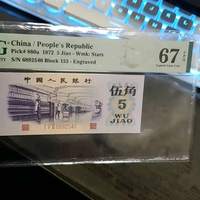 China / People's Republic
Pick# 880a 1972 5 Jiao - Wmk: Stars
S/N 6892546 Block 155 - Engraved
67
中国人民银行
伍角
5
WU
JIAO